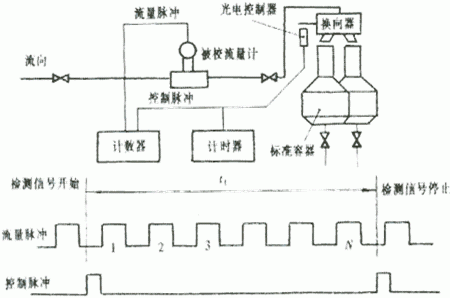 流量脉冲
光电控制器
换向器
流向
被校流量计
控制脉冲
计数器
计时器
标准容器
检测信号开始
检测信号停止
流量脉冲
1 2 3 N
控制脉冲